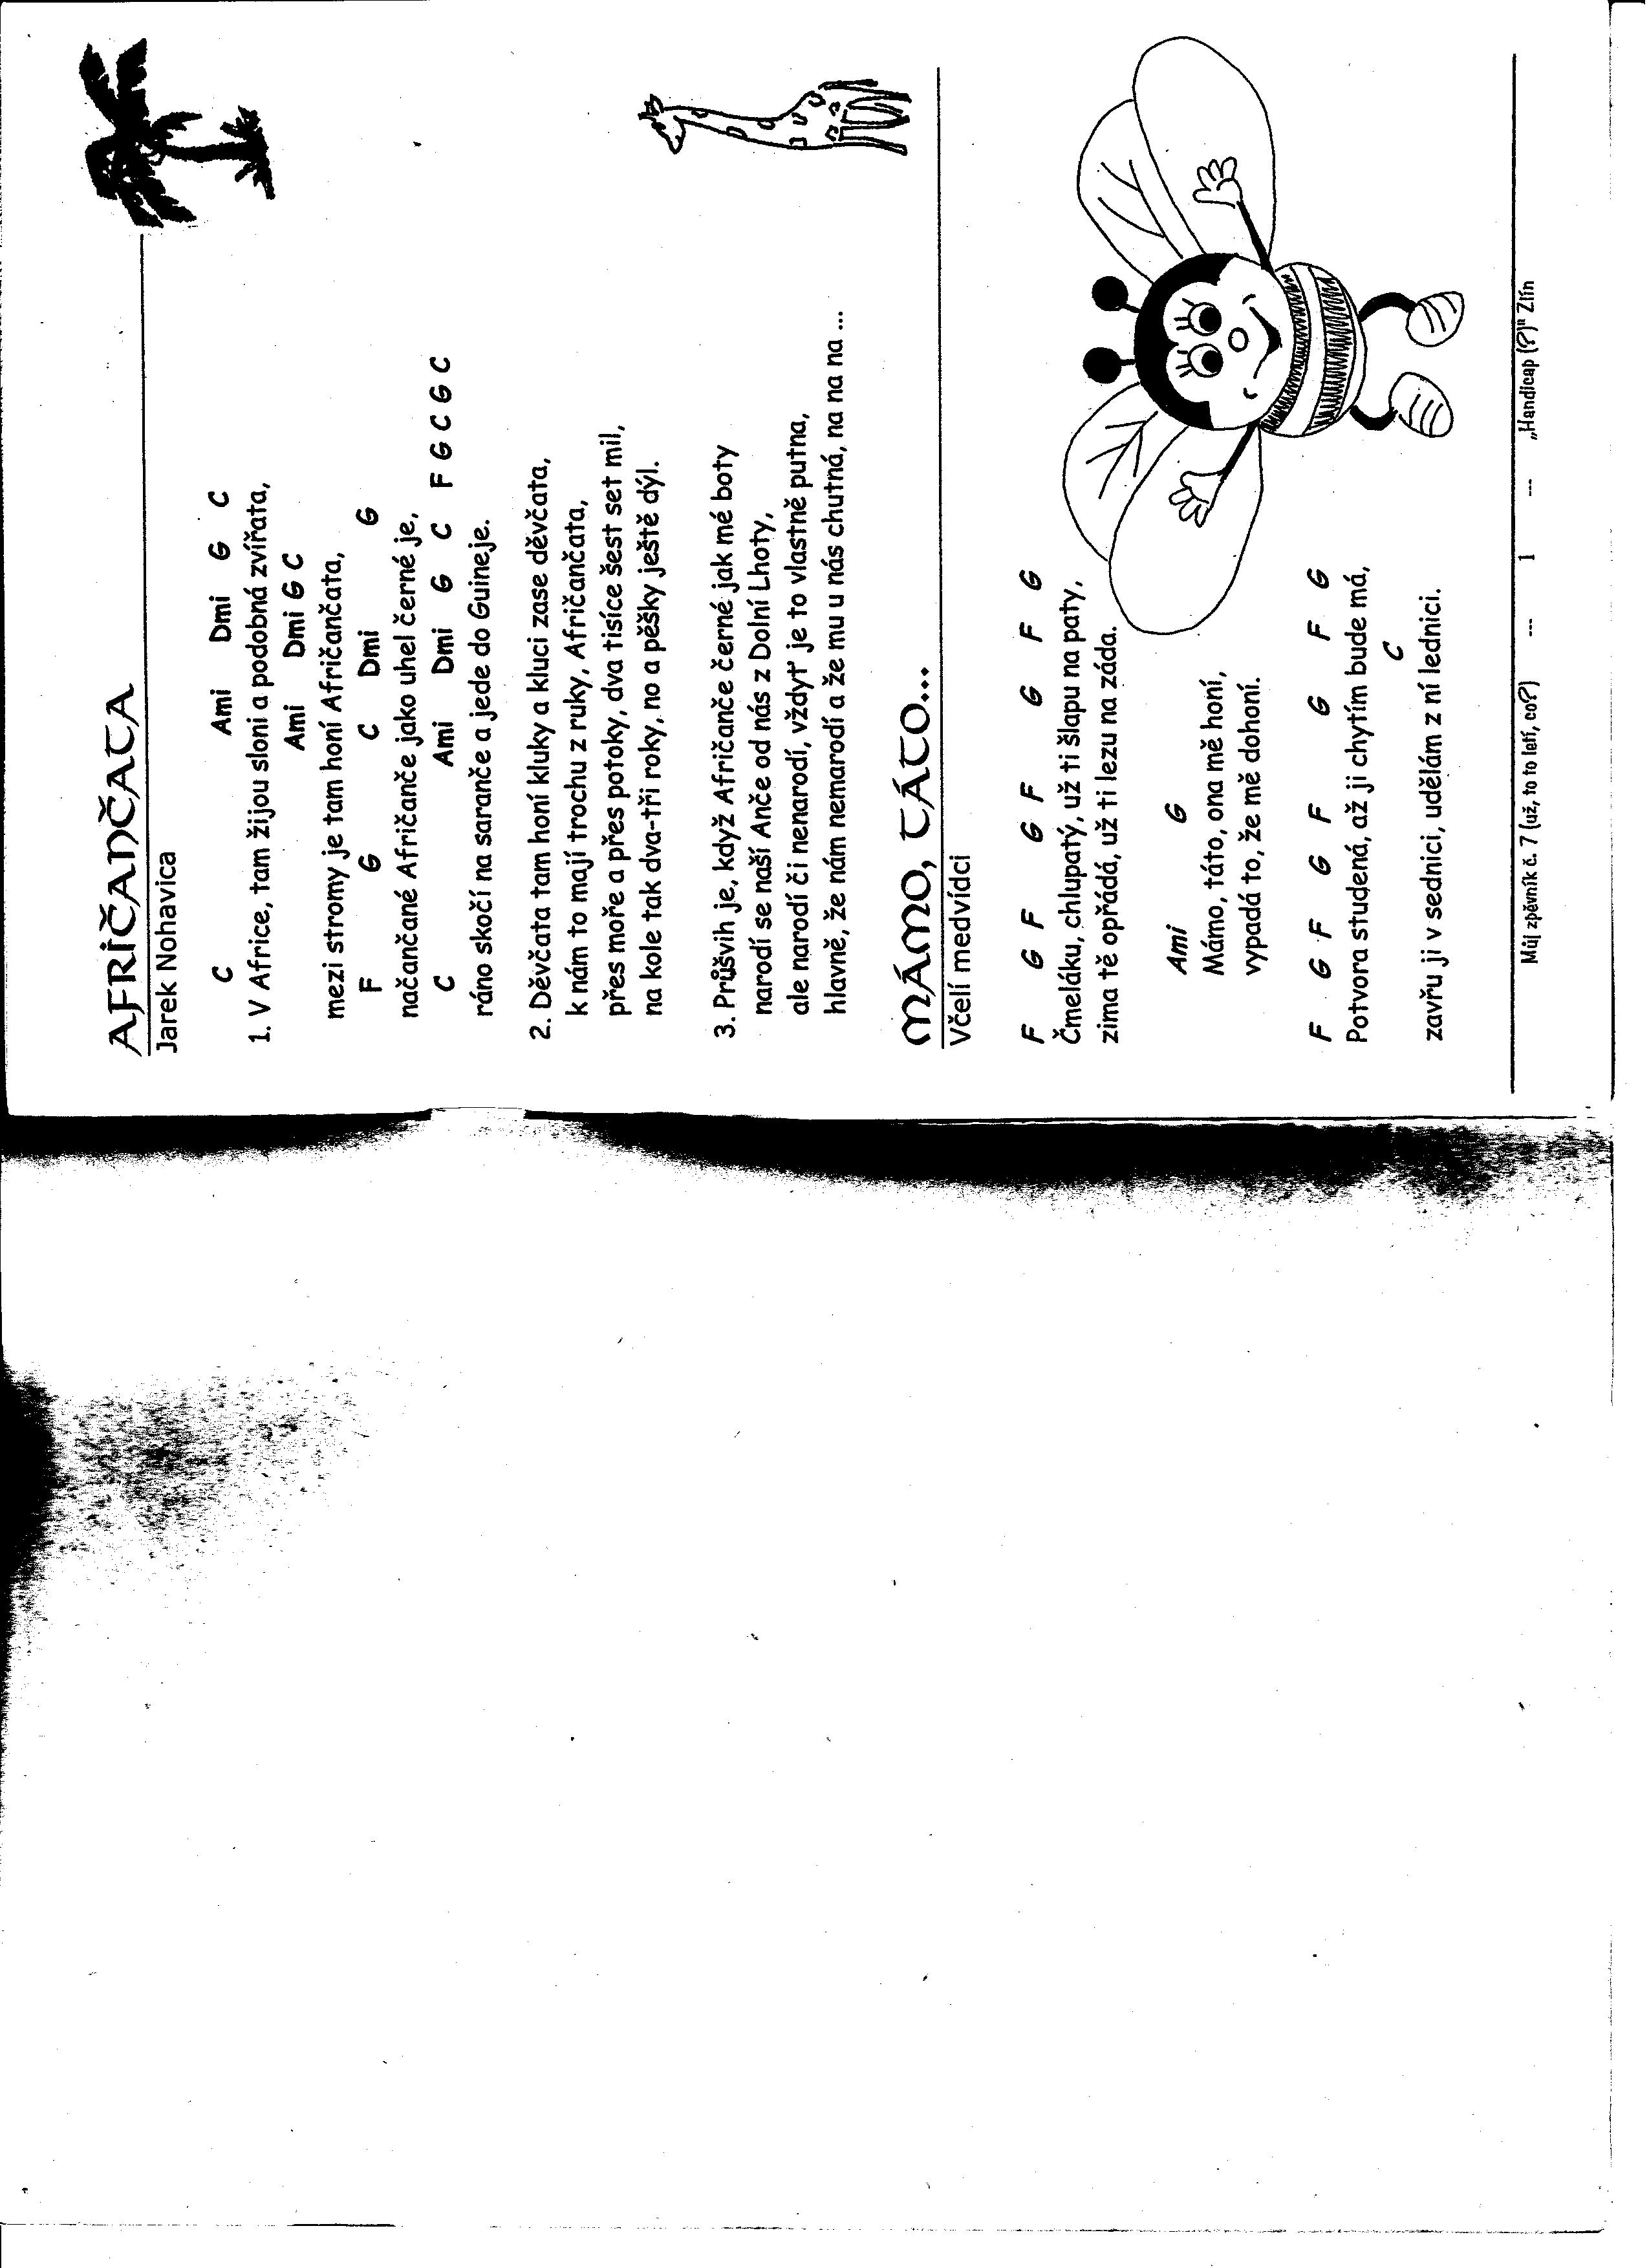 AFRIČANČATA
Jarek Nohavica
C Ami Dmi G C
1. V Africe, tam žijou sloni a podobná zvířata,
Ami Dmi G C
mezi stromy je tam honí Afričančata,
F G C Dmi G
načančané Afričanče jako uhel černé je,
C Ami Dmi G C F G C G C
ráno skočí na saranče a jede do Guineje.
2. Děvčata tam honí kluky a kluci zase děvčata,
k nám to mají trochu z ruky, Afričančata,
přes moře a přes potoky, dva tisíce šest set mil,
na kole tak dva-tři roky, no a pěšky ještě dýl.
3. Průšvih je, když Afričanče černé jak mé boty
narodí se naší Anče od nás z Dolní Lhoty,
ale narodí či nenarodí, vždyť je to vlastně putna,
hlavně, že nám nemarodí a že mu u nás chutná, na na na ...
MÁMO, TÁTO...
Včelí medvídci
F G F G F G F G
Čmeláku, chlupatý, už ti šlapu na paty,
zima tě opřádá, už ti lezu na záda.
Ami G
Mámo, táto, ona mě honí,
vypadá to, že mě dohoní.
F G F G F G F G
Potvora studená, až ji chytím bude má,
C
zavřu ji v sednici, udělám z ní lednici.
Můj zpěvník č. 7 (už, to to letí, co?) --- 1 --- „Handicap (?)" Zlín